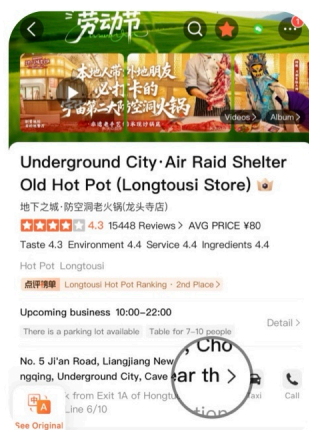 劳动节
2
本地人带外地朋友
必打卡的
宇宙第二大防空洞火锅
Videos >
Album >
Underground City·Air Raid Shelter
Old Hot Pot (Longtousi Store)
地下之城·防空洞老火锅(龙头寺店)
4.3 15448 Reviews > AVG PRICE ¥80
Taste 4.3 Environment 4.4 Service 4.4 Ingredients 4.4
Hot Pot Longtousi
点评榜单 Longtousi Hot Pot Ranking · 2nd Place >
Upcoming business 10:00–22:00
Detail >
There is a parking lot available
Table for 7-10 people
No. 5 Ji'an Road, Liangjiang New
, Cho
ngqing, Underground City, Cave
ear th >
from Exit 1A of
Line 6/10
tion
Call
A
See Original